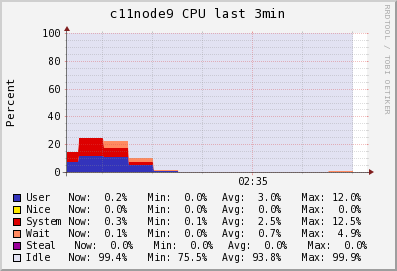 c11node9 CPU last 3min
RRDTOOL / TOBI OETIKER
Percent
100
80
60
40
20
0
02:35
User Now: 0.2% Min: 0.0% Avg: 3.0% Max: 12.0%
Nice Now: 0.0% Min: 0.0% Avg: 0.0% Max: 0.0%
System Now: 0.3% Min: 0.1% Avg: 2.5% Max: 12.5%
Wait Now: 0.1% Min: 0.0% Avg: 0.7% Max: 4.9%
Steal Now: 0.0% Min: 0.0% Avg: 0.0% Max: 0.0%
Idle Now: 99.4% Min: 75.5% Avg: 93.8% Max: 99.9%